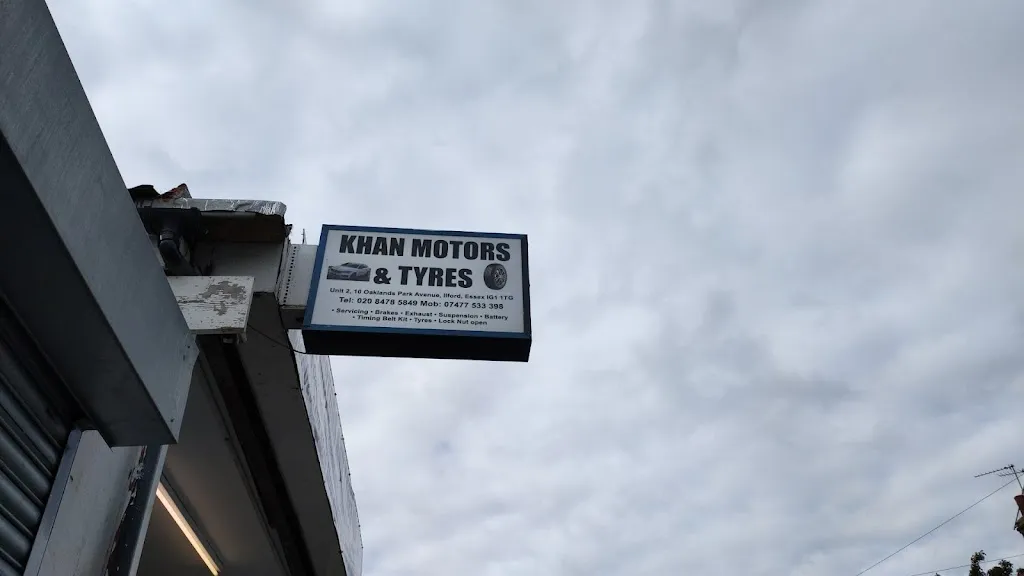 KHAN MOTORS
& TYRES
Unit 2, 10 Oaklands Park Avenue, Ilford, Essex IG1 1TG
Tel: 020 8478 5849 Mob: 07477 533 398
• Servicing • Brakes • Exhaust • Suspension • Battery
• Timing Belt Kit • Tyres • Lock Nut open